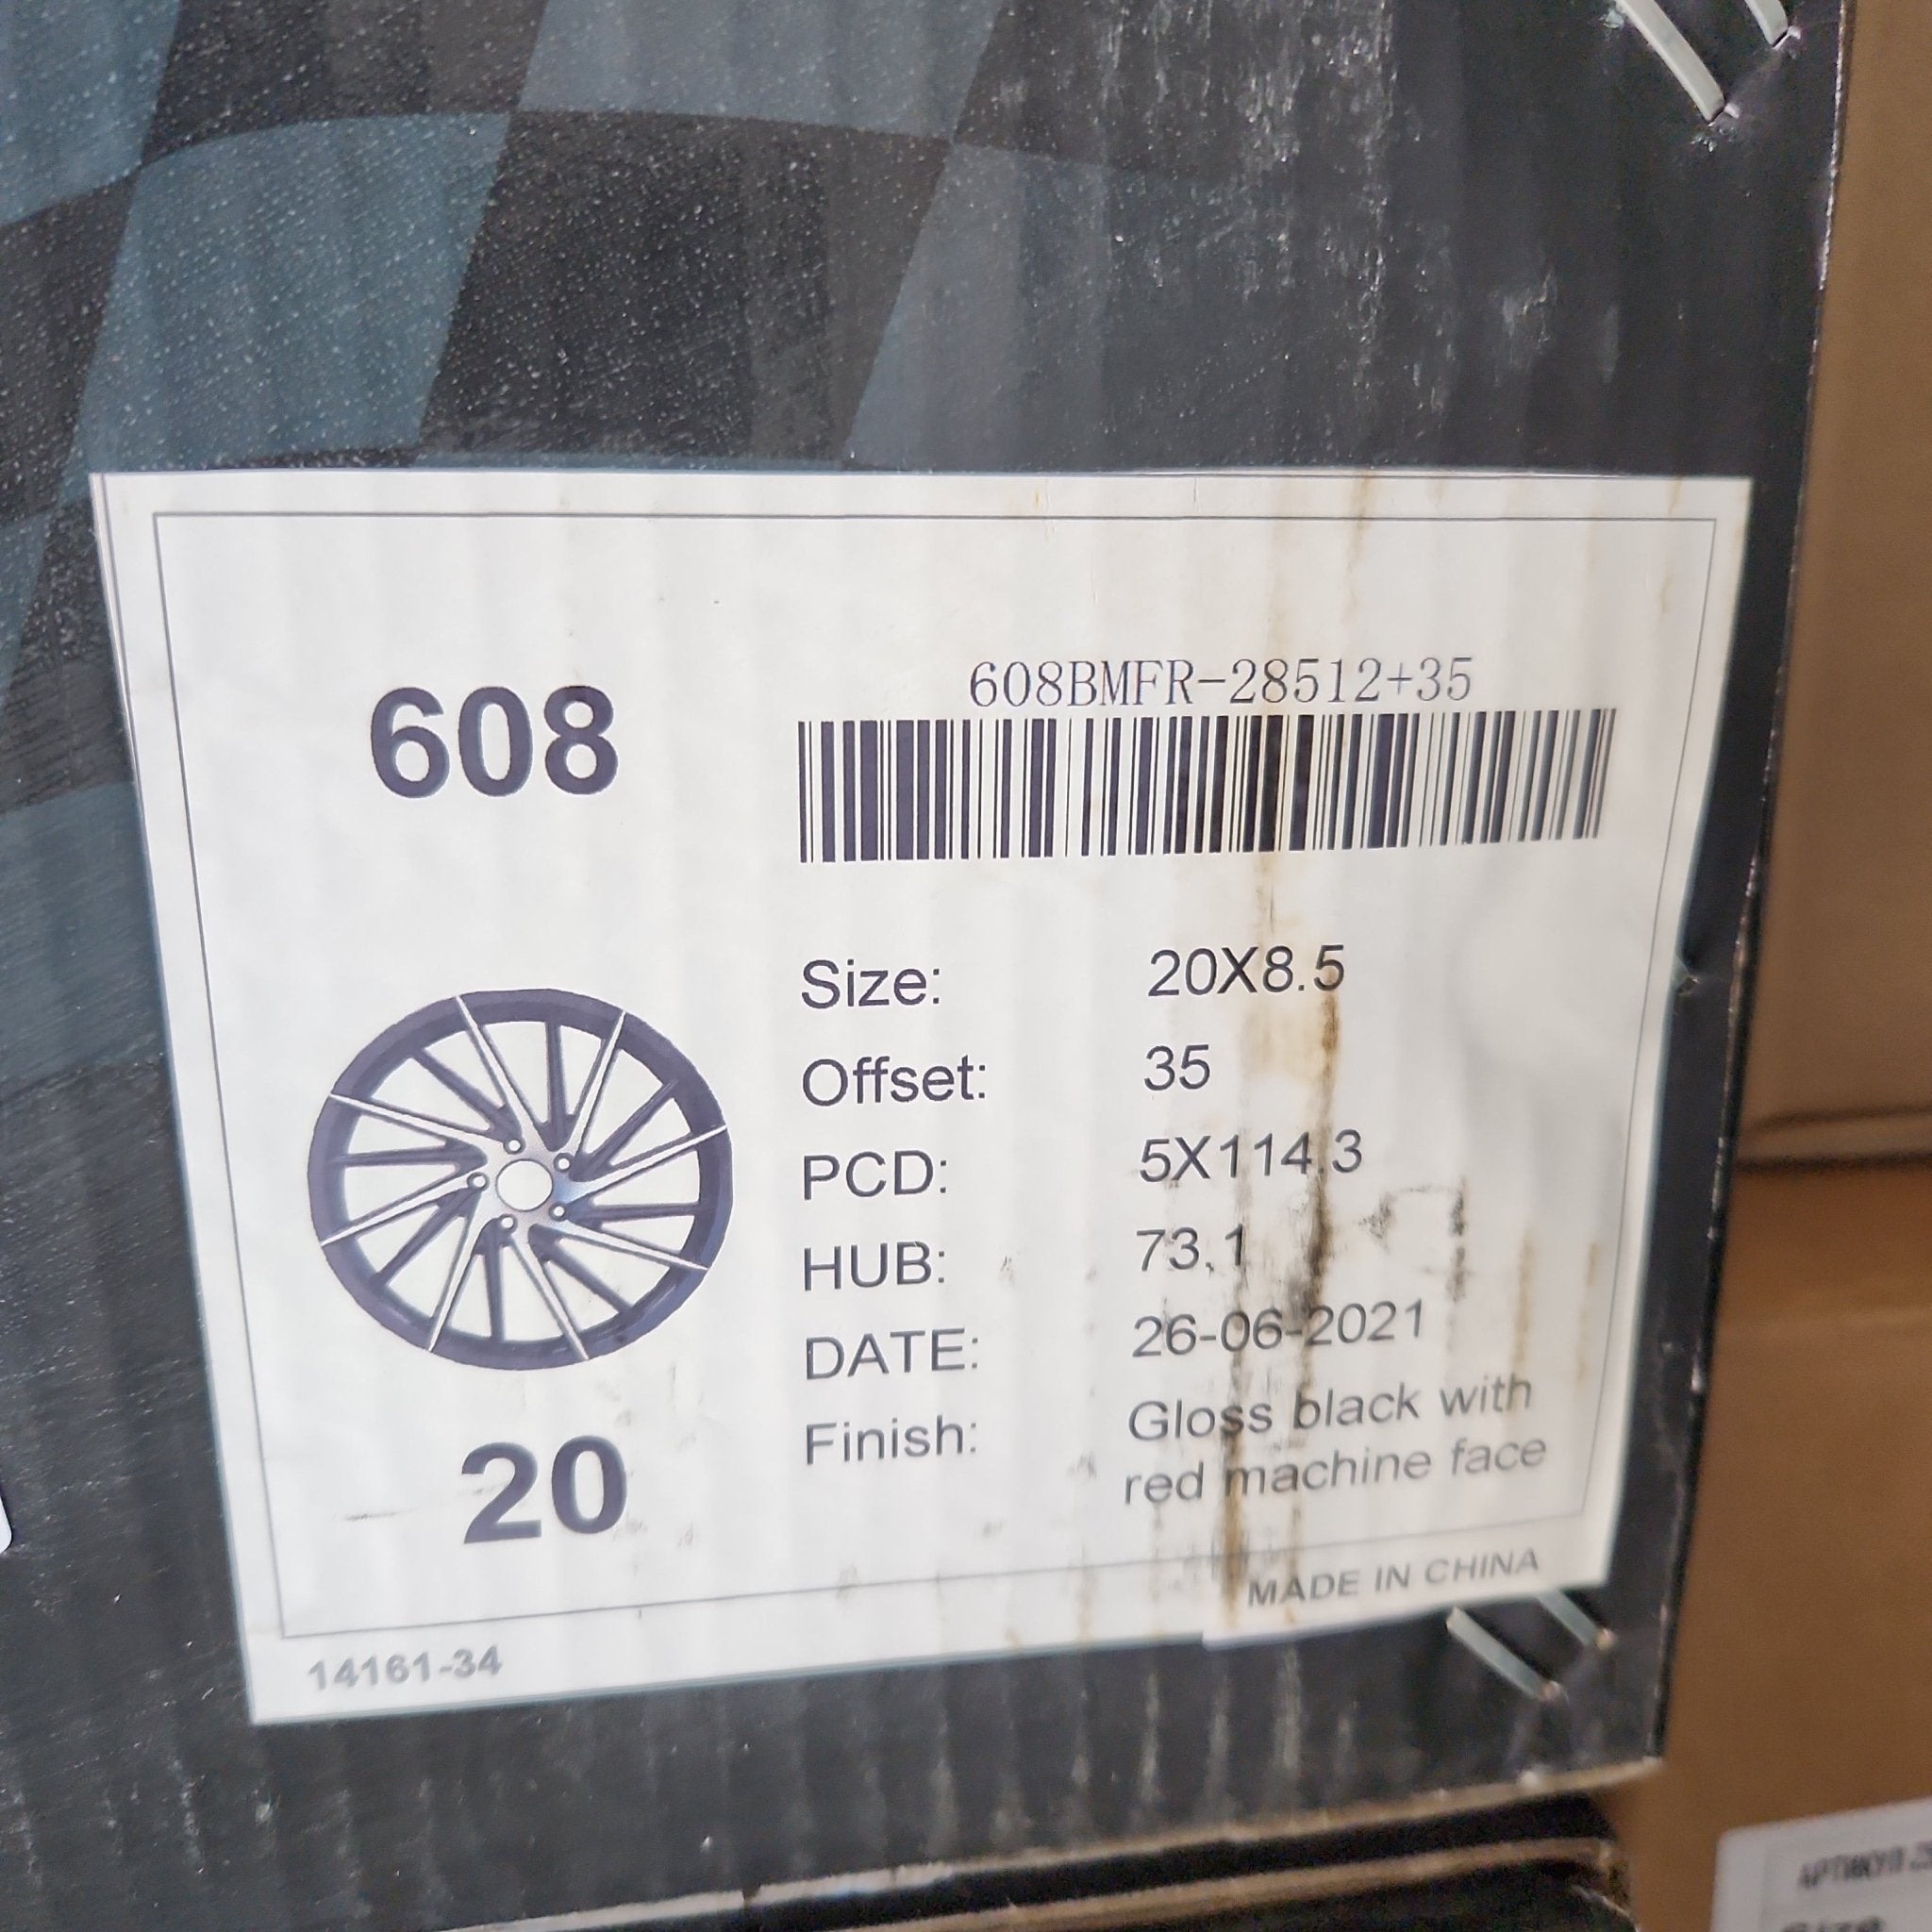 608
608BMFR-28512+35
Size: 20X8.5
Offset: 35
PCD: 5X114.3
HUB: 73.1
DATE: 26-06-2021
Finish: Gloss black with
red machine face
20
MADE IN CHINA
14161-34
АРТИКУЛ